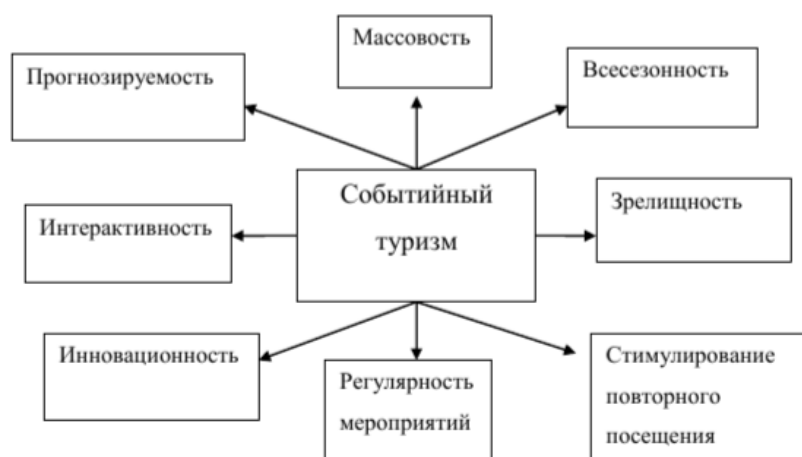 Массовость
Прогнозируемость
Всесезонность
Событийный
туризм
Интерактивность
Зрелищность
Инновационность
Регулярность
мероприятий
Стимулирование
повторного
посещения